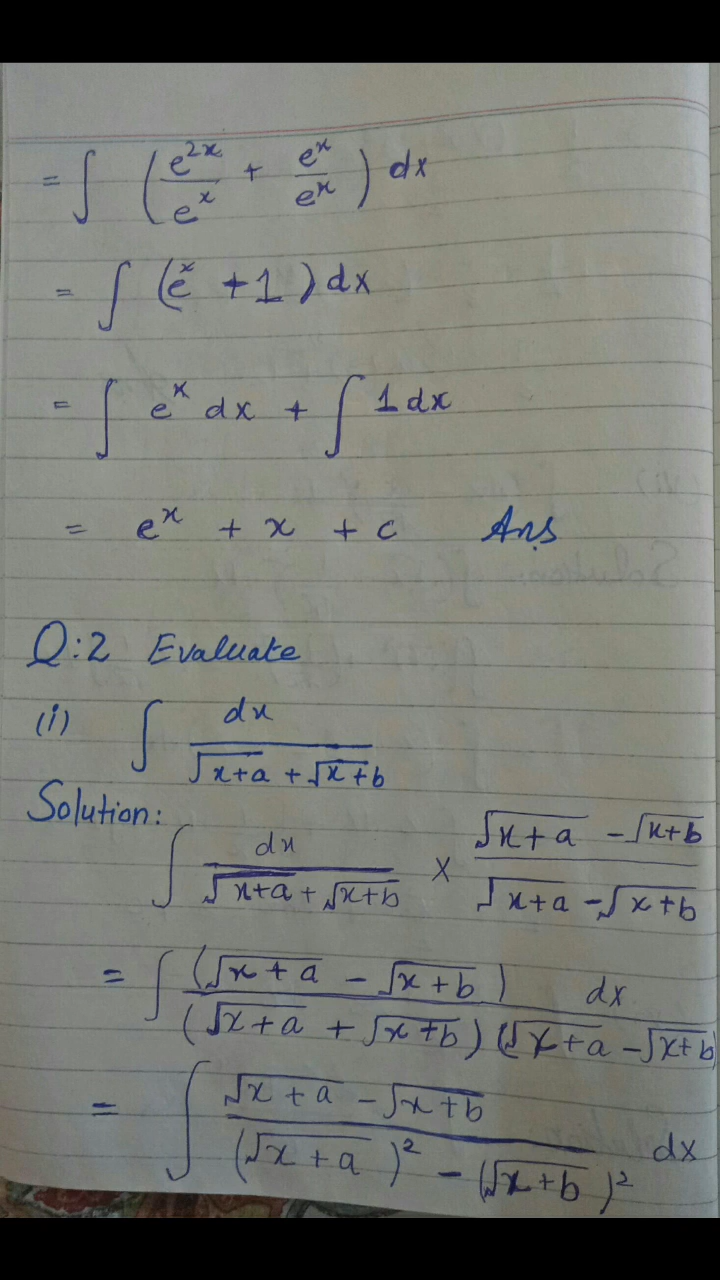 = ∫ (e^{2x}/e^x + e^x/e^x) dx
= ∫ (e^x + 1) dx
= ∫ e^x dx + ∫ 1 dx
= e^x + x + c Ans
Q:2 Evaluate
(i) ∫ dx/(√(x+a) + √(x+b))
Solution:
∫ dx/(√(x+a) + √(x+b)) × (√(x+a) - √(x+b))/(√(x+a) - √(x+b))
= ∫ (√(x+a) - √(x+b))/((√(x+a) + √(x+b)) (√(x+a) - √(x+b))) dx
= ∫ (√(x+a) - √(x+b))/((√(x+a))² - (√(x+b))²) dx